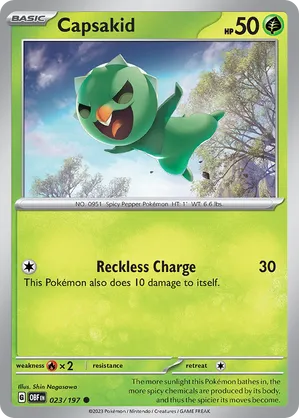 BASIC
Capsakid
HP 50
NO. 0951 Spicy Pepper Pokémon HT: 1' WT: 6.6 lbs.
Reckless Charge 30
This Pokémon also does 10 damage to itself.
weakness ×2 resistance retreat
Illus. Shin Nagasawa
G OBF EN 023/197
The more sunlight this Pokémon bathes in, the
more spicy chemicals are produced by its body,
and thus the spicier its moves become.
©2023 Pokémon / Nintendo / Creatures / GAME FREAK